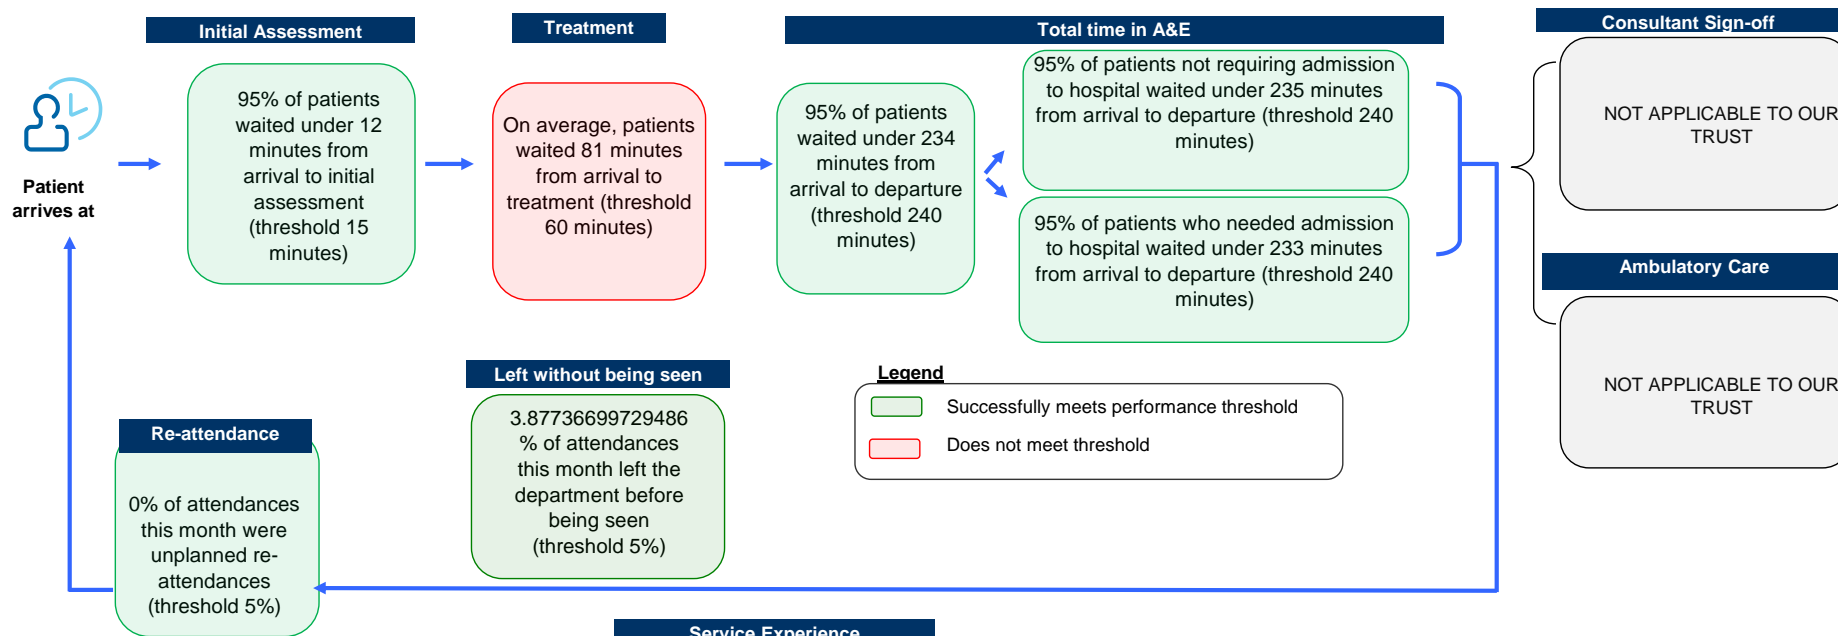 Initial Assessment
Treatment
Total time in A&E
Consultant Sign-off
Patient
arrives at
95% of patients
waited under 12
minutes from
arrival to initial
assessment
(threshold 15
minutes)
On average, patients
waited 81 minutes
from arrival to
treatment (threshold
60 minutes)
95% of patients
waited under 234
minutes from
arrival to departure
(threshold 240
minutes)
95% of patients not requiring admission
to hospital waited under 235 minutes
from arrival to departure (threshold 240
minutes)
95% of patients who needed admission
to hospital waited under 233 minutes
from arrival to departure (threshold 240
minutes)
NOT APPLICABLE TO OUR
TRUST
Ambulatory Care
NOT APPLICABLE TO OUR
TRUST
Left without being seen
3.87736699729486
% of attendances
this month left the
department before
being seen
(threshold 5%)
Legend
Successfully meets performance threshold
Does not meet threshold
Re-attendance
0% of attendances
this month were
unplanned re-
attendances
(threshold 5%)
Service Experience